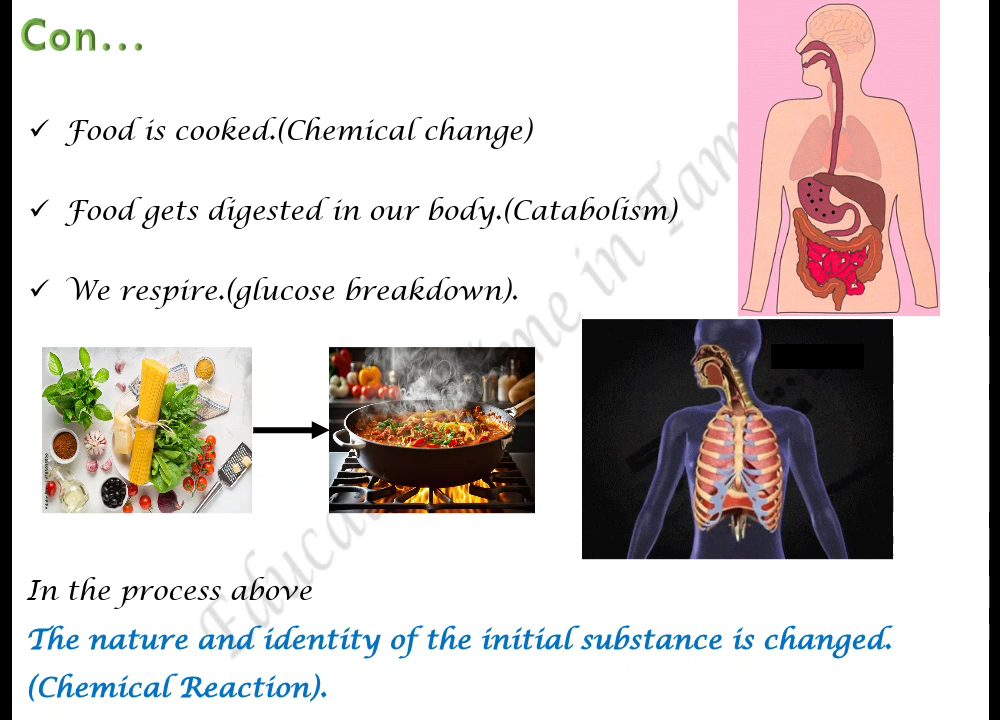 Con...
✓ Food is cooked.(Chemical change)
✓ Food gets digested in our body.(Catabolism)
✓ We respire.(glucose breakdown).
In the process above
The nature and identity of the initial substance is changed.
(Chemical Reaction).